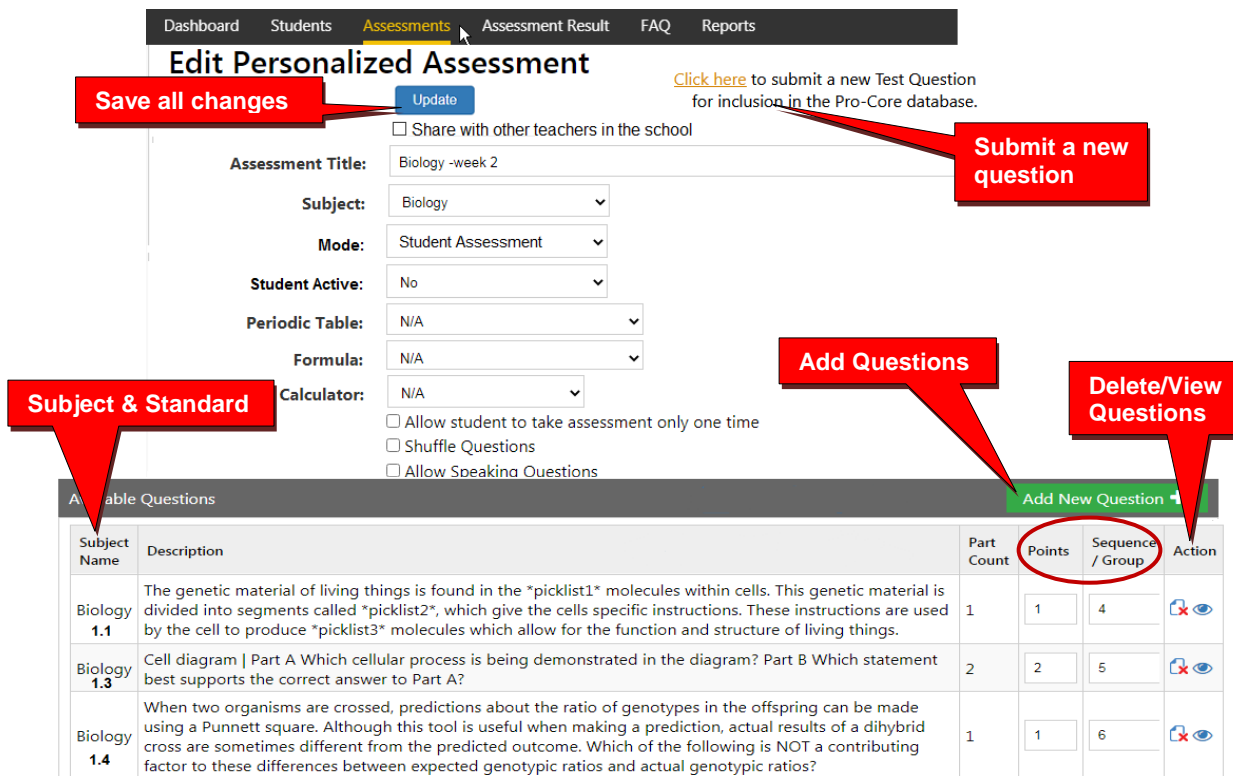 Dashboard Students Assessments Assessment Result FAQ Reports
Edit Personalized Assessment
Click here to submit a new Test Question
for inclusion in the Pro-Core database.
Save all changes
Update
Share with other teachers in the school
Submit a new
question
Assessment Title: Biology -week 2
Subject: Biology
Mode: Student Assessment
Student Active: No
Periodic Table: N/A
Formula: N/A
Add Questions
Calculator: N/A
Subject & Standard
Delete/View
Questions
Allow student to take assessment only one time
Shuffle Questions
Allow Speaking Questions
Questions
Add New Question
Subject
Name
Description
Part
Count
Points
Sequence
/ Group
Action
Biology
1.1
The genetic material of living things is found in the *picklist1* molecules within cells. This genetic material is
divided into segments called *picklist2*, which give the cells specific instructions. These instructions are used
by the cell to produce *picklist3* molecules which allow for the function and structure of living things.
1 1 4
Biology
1.3
Cell diagram | Part A Which cellular process is being demonstrated in the diagram? Part B Which statement
best supports the correct answer to Part A?
2 2 5
Biology
1.4
When two organisms are crossed, predictions about the ratio of genotypes in the offspring can be made
using a Punnett square. Although this tool is useful when making a prediction, actual results of a dihybrid
cross are sometimes different from the predicted outcome. Which of the following is NOT a contributing
factor to these differences between expected genotypic ratios and actual genotypic ratios?
1 1 6